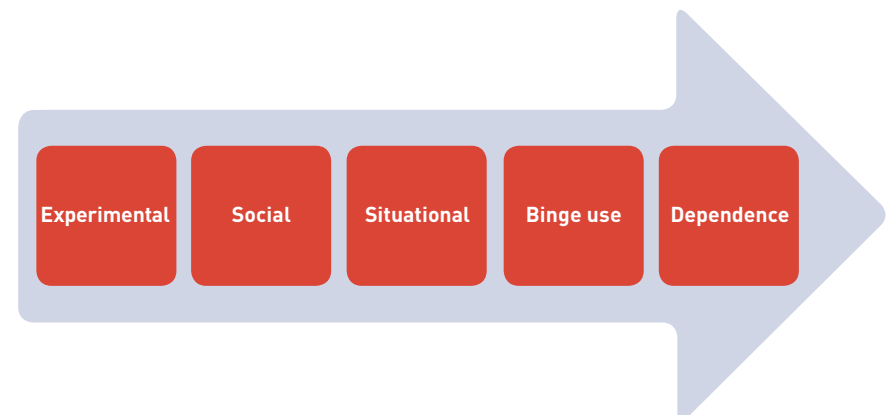 Experimental
Social
Situational
Binge use
Dependence